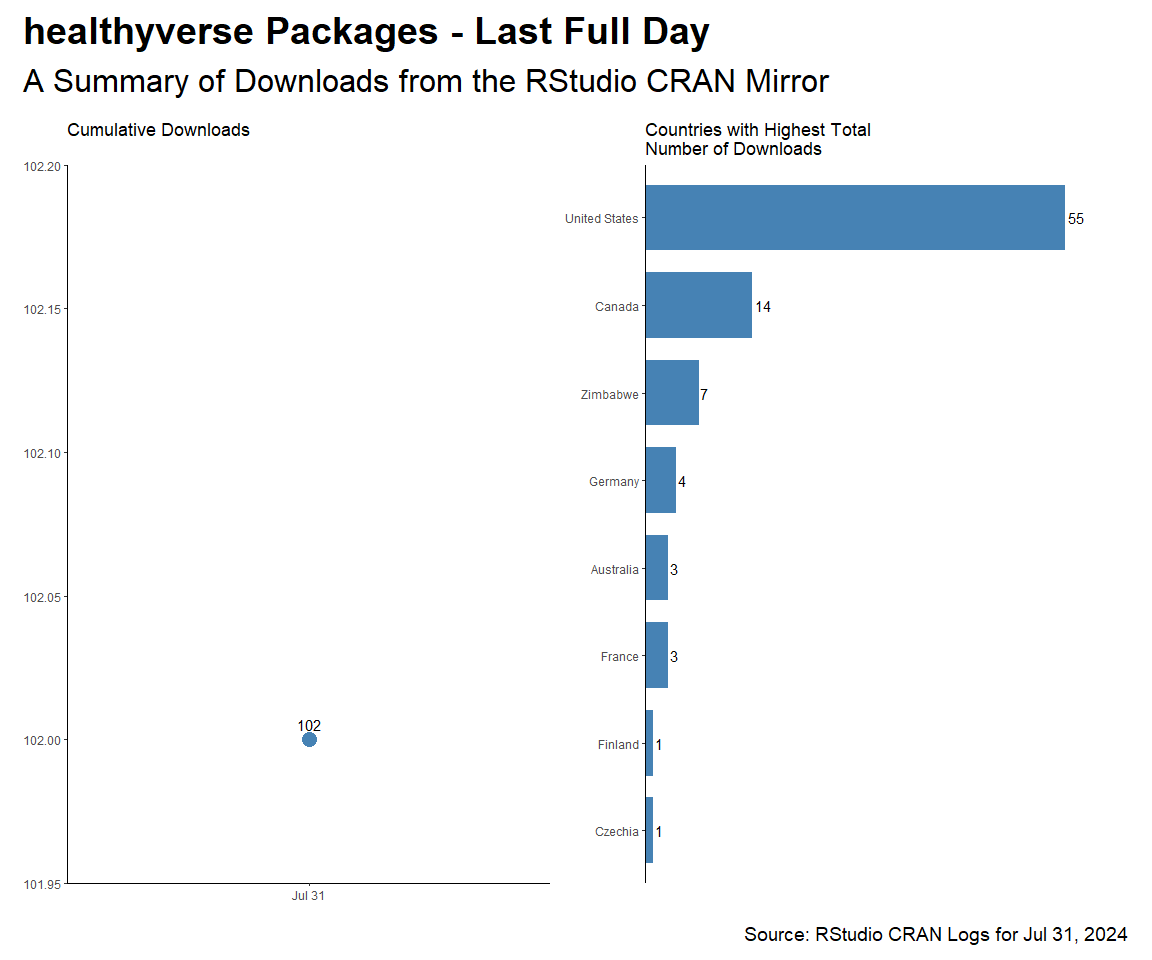 healthyverse Packages - Last Full Day
A Summary of Downloads from the RStudio CRAN Mirror
Cumulative Downloads
102.20
102.15
102.10
102.05
102.00
101.95
102
Jul 31
Countries with Highest Total
Number of Downloads
United States 55
Canada 14
Zimbabwe 7
Germany 4
Australia 3
France 3
Finland 1
Czechia 1
Source: RStudio CRAN Logs for Jul 31, 2024